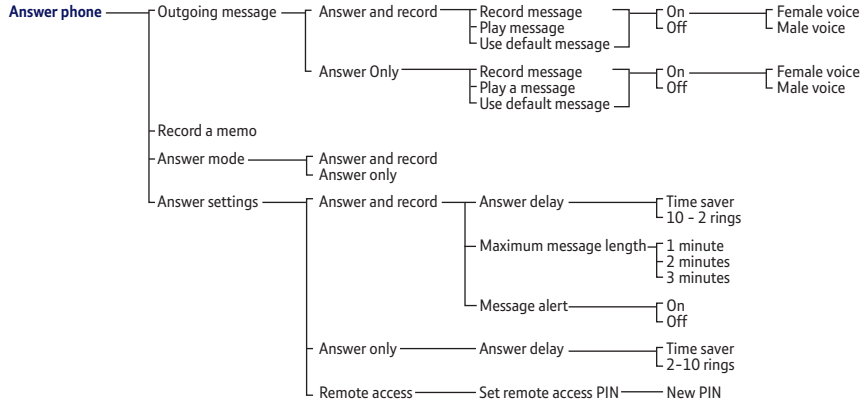 Answer phone Outgoing message Answer and record Record message On Female voice
Play message Off Male voice
Use default message
Answer Only Record message On Female voice
Play a message Off Male voice
Use default message
Record a memo
Answer mode Answer and record
Answer only
Answer settings Answer and record Answer delay Time saver
10 - 2 rings
Maximum message length 1 minute
2 minutes
3 minutes
Message alert On
Off
Answer only Answer delay Time saver
2-10 rings
Remote access Set remote access PIN New PIN